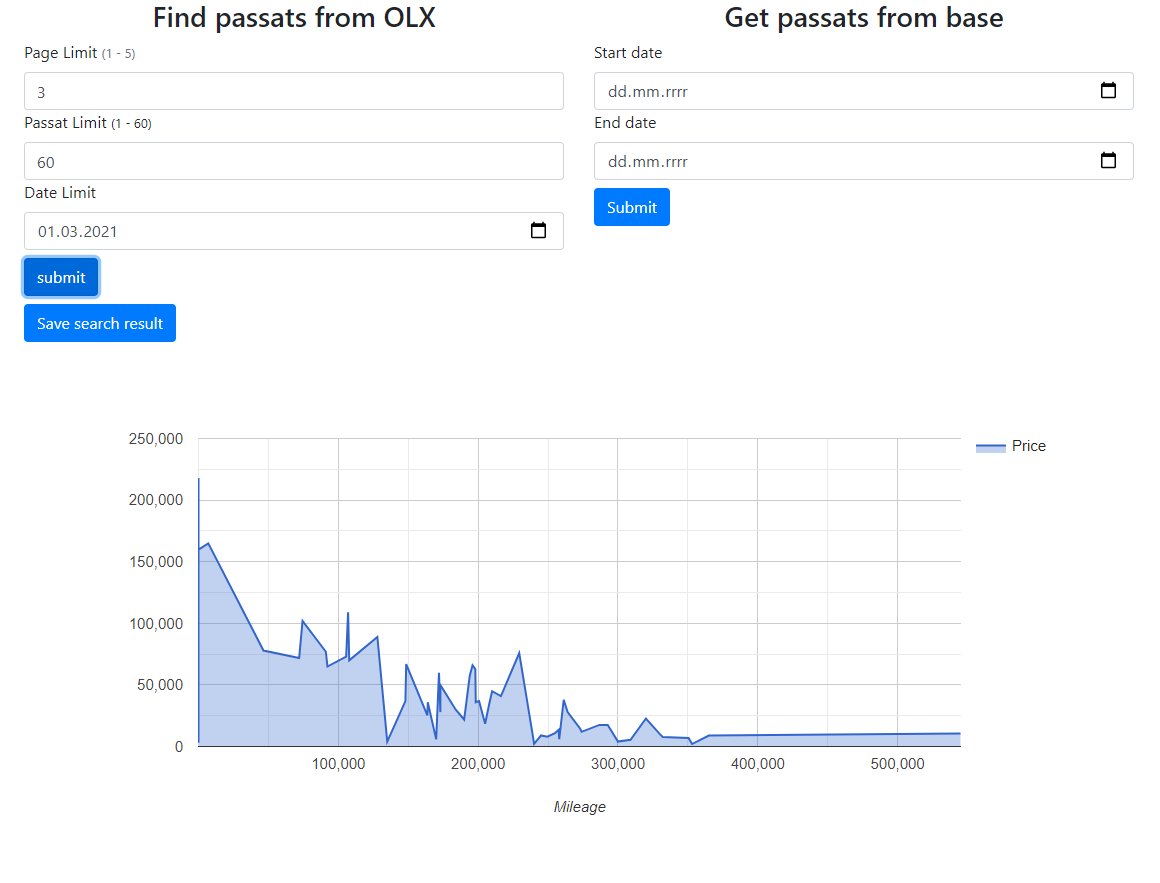 Find passats from OLX
Page Limit (1 - 5)
3
Passat Limit (1 - 60)
60
Date Limit
01.03.2021
submit
Save search result
Get passats from base
Start date
dd.mm.rrrr
End date
dd.mm.rrrr
Submit
250,000
200,000
150,000
100,000
50,000
0
100,000 200,000 300,000 400,000 500,000
Mileage
Price